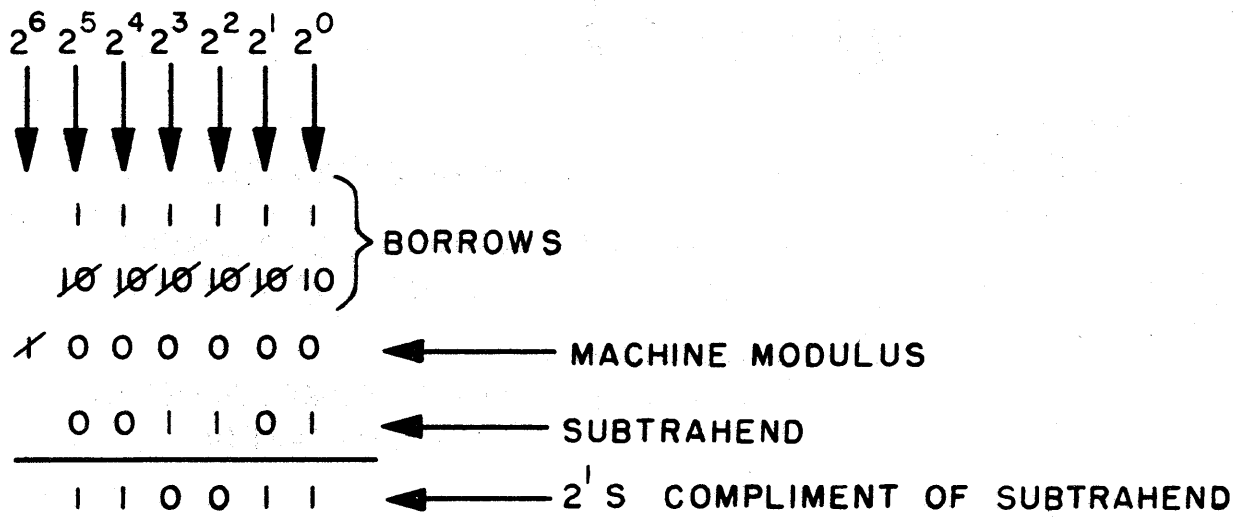 2⁶ 2⁵ 2⁴ 2³ 2² 2¹ 2⁰
1 1 1 1 1 1
BORROWS
10 10 10 10 10 10
1 0 0 0 0 0 0 MACHINE MODULUS
0 0 1 1 0 1 SUBTRAHEND
1 1 0 0 1 1 2'S COMPLIMENT OF SUBTRAHEND